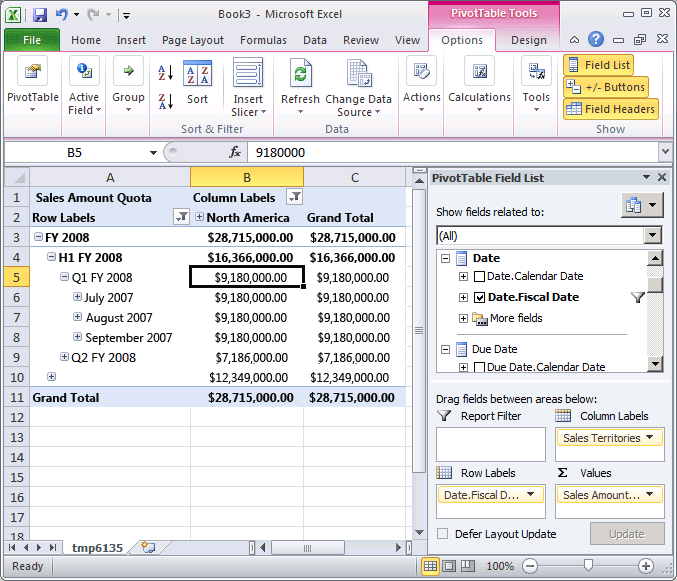 Book3 - Microsoft Excel
PivotTable Tools
File Home Insert Page Layout Formulas Data Review View Options Design
PivotTable
Active Field
Group
Sort
Insert Slicer
Sort & Filter
Refresh
Change Data Source
Data
Actions
Calculations
Tools
Field List
+/- Buttons
Field Headers
Show
B5 fx 9180000
A B C
1 Sales Amount Quota Column Labels
2 Row Labels North America Grand Total
3 FY 2008 $28,715,000.00 $28,715,000.00
4 H1 FY 2008 $16,366,000.00 $16,366,000.00
5 Q1 FY 2008 $9,180,000.00 $9,180,000.00
6 July 2007 $9,180,000.00 $9,180,000.00
7 August 2007 $9,180,000.00 $9,180,000.00
8 September 2007 $9,180,000.00 $9,180,000.00
9 Q2 FY 2008 $7,186,000.00 $7,186,000.00
10 $12,349,000.00 $12,349,000.00
11 Grand Total $28,715,000.00 $28,715,000.00
12
13
14
15
16
17
18
PivotTable Field List
Show fields related to:
(All)
Date
Date.Calendar Date
Date.Fiscal Date
More fields
Due Date
Due Date.Calendar Date
Drag fields between areas below:
Report Filter Column Labels
Sales Territories
Row Labels Σ Values
Date.Fiscal D... Sales Amount...
Defer Layout Update Update
tmp6135
Ready 100%